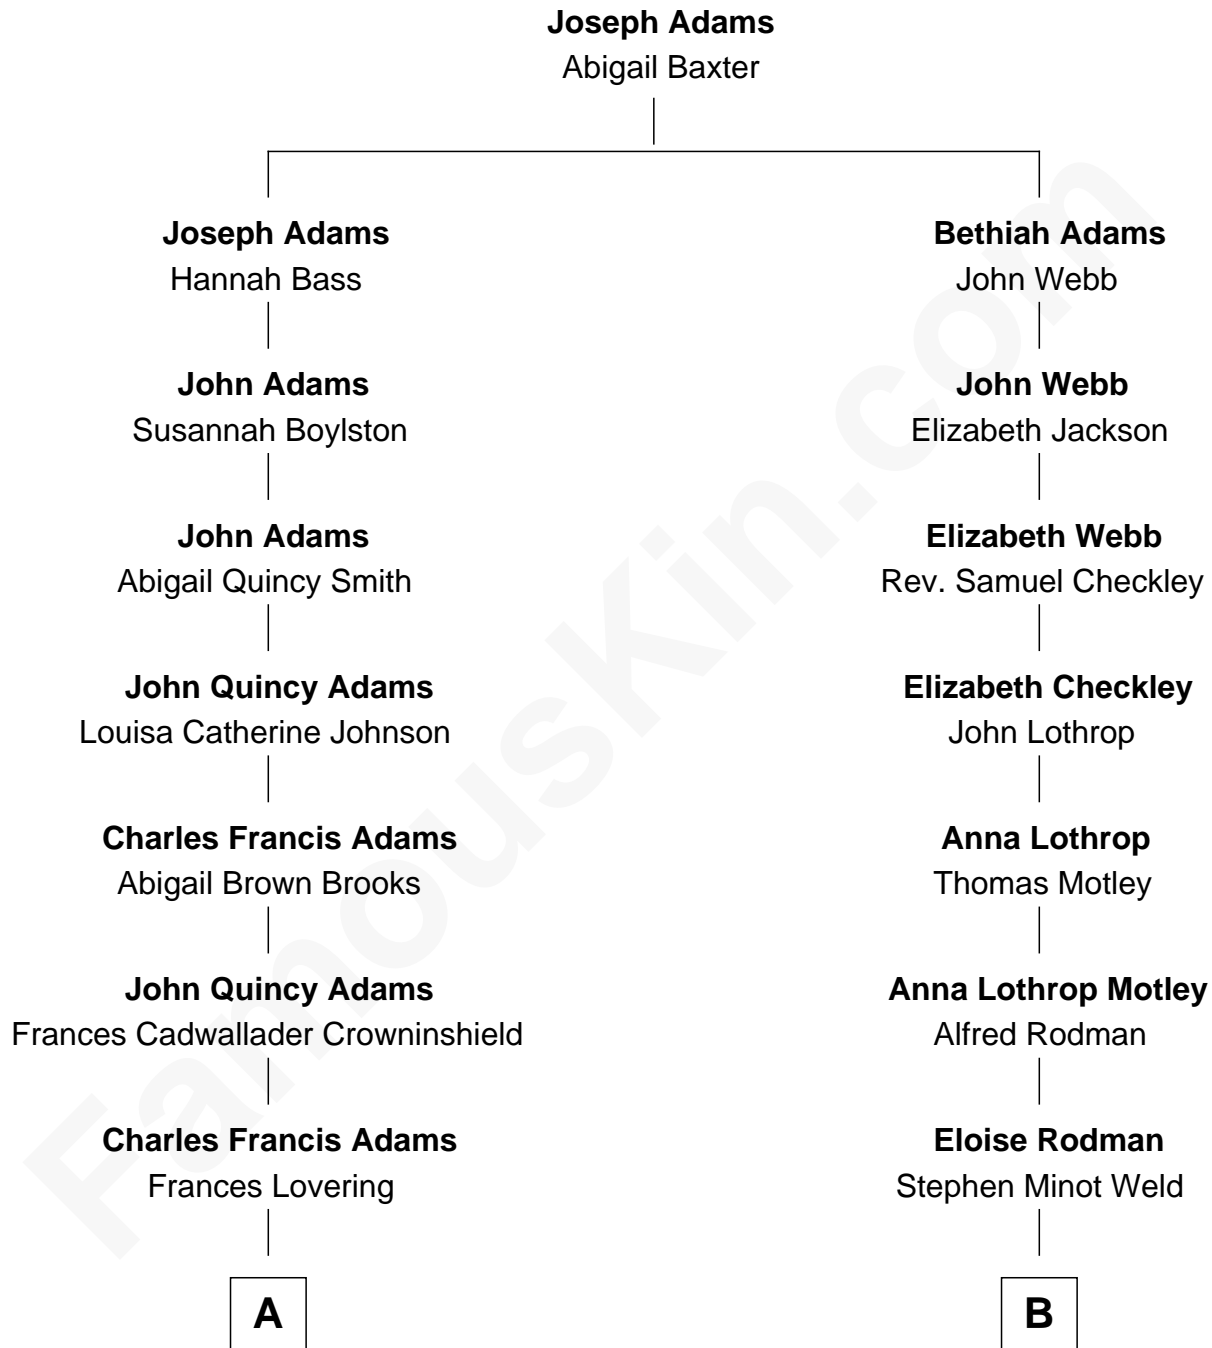 Joseph Adams
Abigail Baxter
Joseph Adams
Hannah Bass
Bethiah Adams
John Webb
John Adams
Susannah Boylston
John Webb
Elizabeth Jackson
John Adams
Abigail Quincy Smith
Elizabeth Webb
Rev. Samuel Checkley
John Quincy Adams
Louisa Catherine Johnson
Elizabeth Checkley
John Lothrop
Charles Francis Adams
Abigail Brown Brooks
Anna Lothrop
Thomas Motley
John Quincy Adams
Frances Cadwallader Crowninshield
Anna Lothrop Motley
Alfred Rodman
Charles Francis Adams
Frances Lovering
Eloise Rodman
Stephen Minot Weld
A
B
FamousKin.com